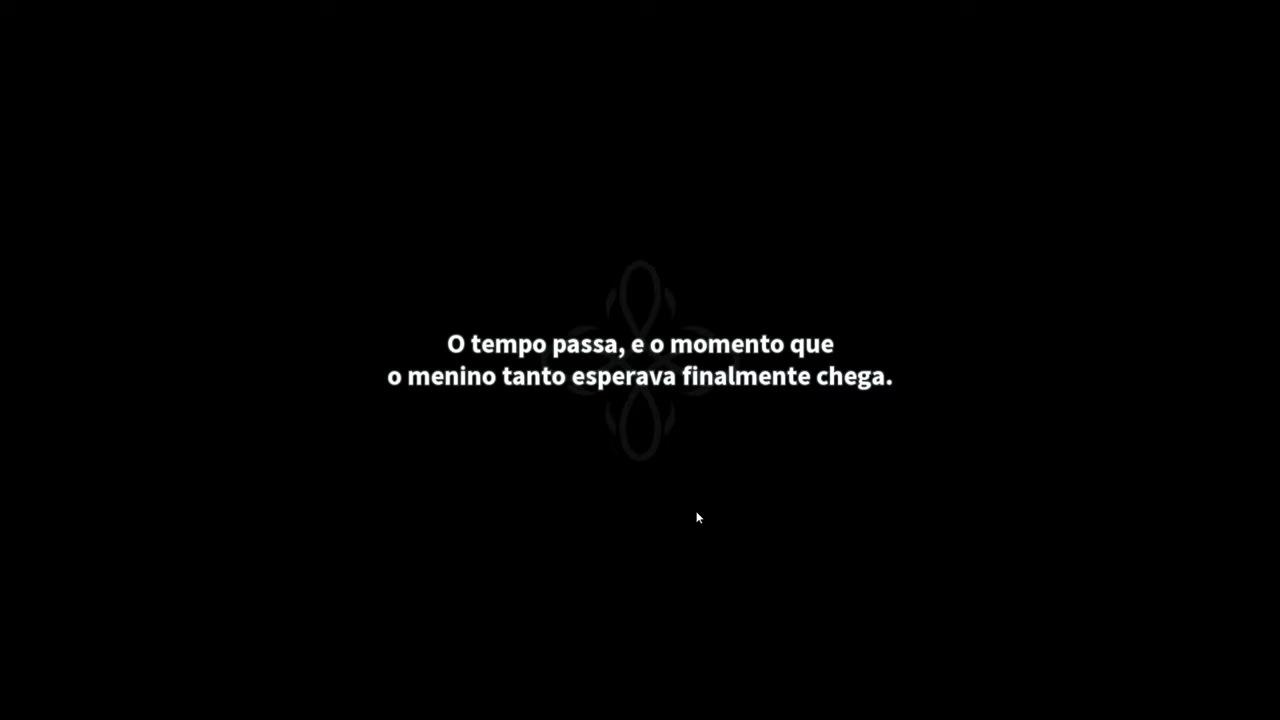 O tempo passa, e o momento que
o menino tanto esperava finalmente chega.